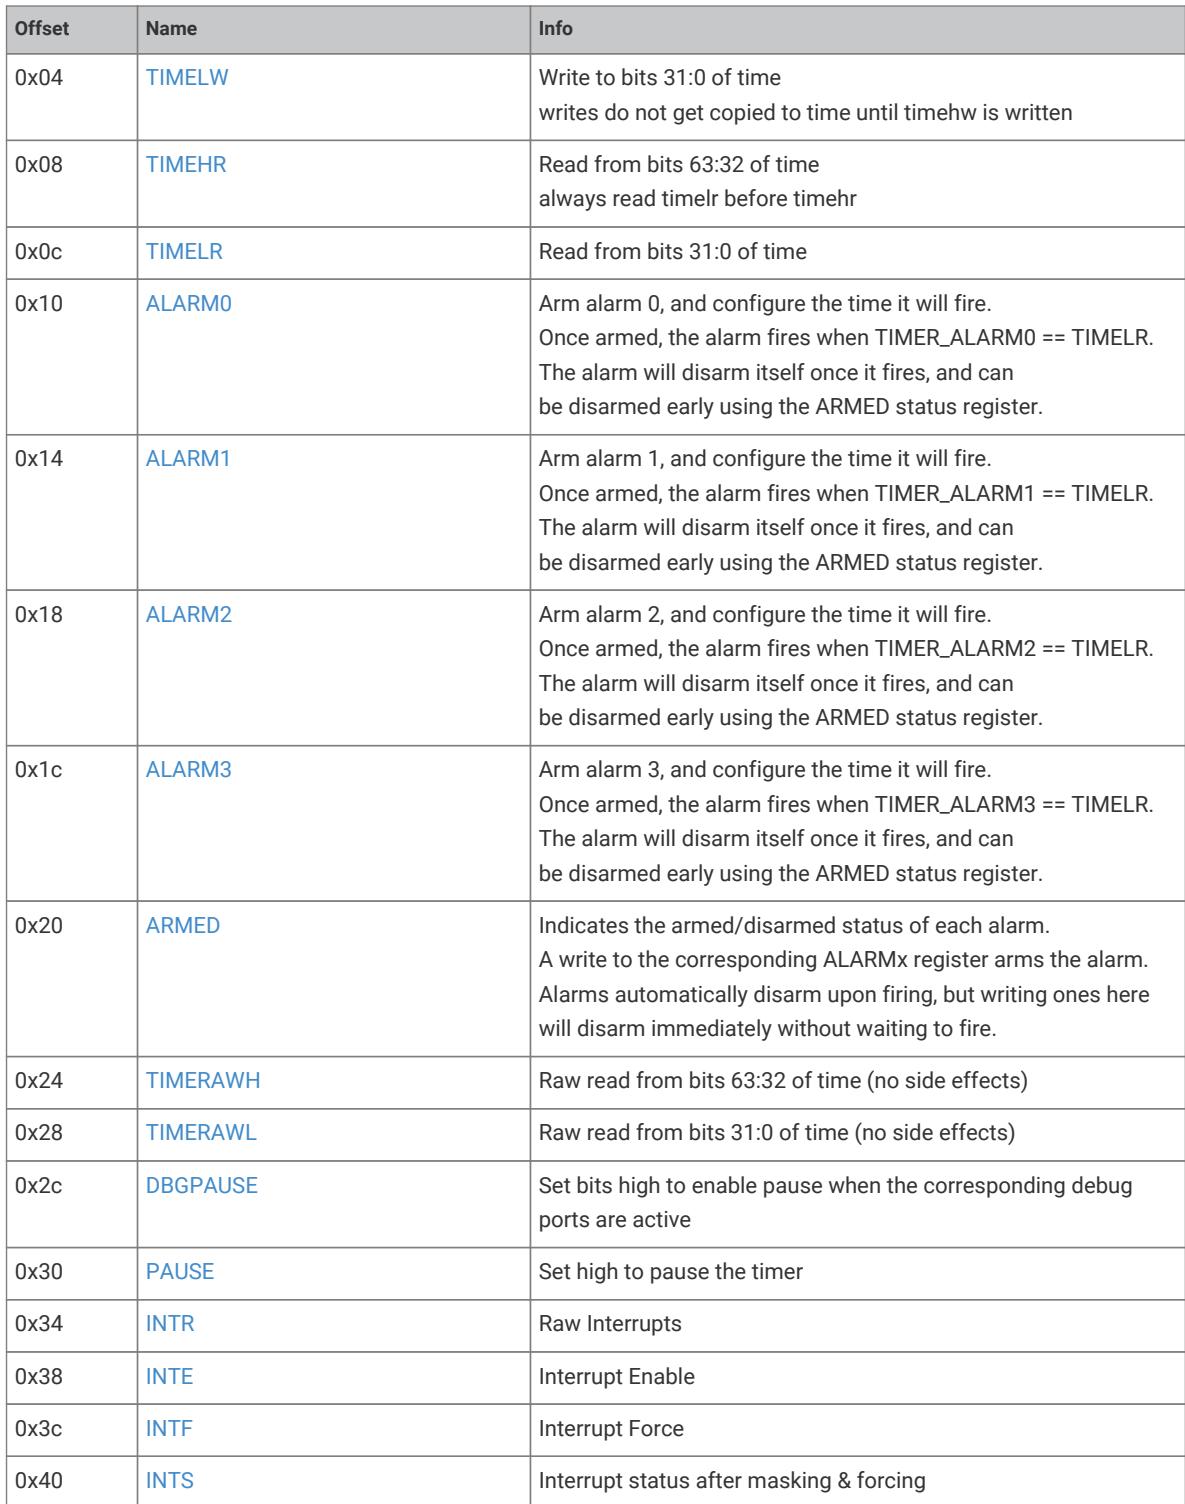 Offset Name Info
0x04 TIMELW Write to bits 31:0 of time
writes do not get copied to time until timehw is written
0x08 TIMEHR Read from bits 63:32 of time
always read timelr before timehr
0x0c TIMELR Read from bits 31:0 of time
0x10 ALARM0 Arm alarm 0, and configure the time it will fire.
Once armed, the alarm fires when TIMER_ALARM0 == TIMELR.
The alarm will disarm itself once it fires, and can
be disarmed early using the ARMED status register.
0x14 ALARM1 Arm alarm 1, and configure the time it will fire.
Once armed, the alarm fires when TIMER_ALARM1 == TIMELR.
The alarm will disarm itself once it fires, and can
be disarmed early using the ARMED status register.
0x18 ALARM2 Arm alarm 2, and configure the time it will fire.
Once armed, the alarm fires when TIMER_ALARM2 == TIMELR.
The alarm will disarm itself once it fires, and can
be disarmed early using the ARMED status register.
0x1c ALARM3 Arm alarm 3, and configure the time it will fire.
Once armed, the alarm fires when TIMER_ALARM3 == TIMELR.
The alarm will disarm itself once it fires, and can
be disarmed early using the ARMED status register.
0x20 ARMED Indicates the armed/disarmed status of each alarm.
A write to the corresponding ALARMx register arms the alarm.
Alarms automatically disarm upon firing, but writing ones here
will disarm immediately without waiting to fire.
0x24 TIMERAWH Raw read from bits 63:32 of time (no side effects)
0x28 TIMERAWL Raw read from bits 31:0 of time (no side effects)
0x2c DBGPAUSE Set bits high to enable pause when the corresponding debug
ports are active
0x30 PAUSE Set high to pause the timer
0x34 INTR Raw Interrupts
0x38 INTE Interrupt Enable
0x3c INTF Interrupt Force
0x40 INTS Interrupt status after masking & forcing